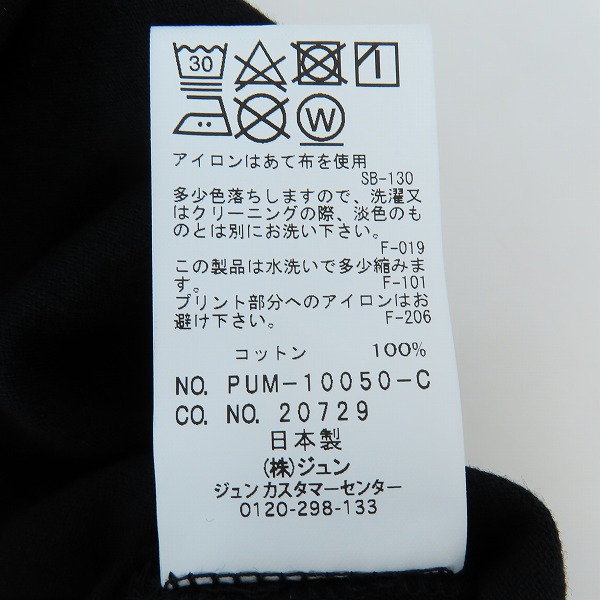 30
W
アイロンはあて布を使用
SB-130
多少色落ちしますので、洗濯又
はクリーニングの際、淡色のも
のとは別にお洗い下さい。
F-019
この製品は水洗いで多少縮みま
す。 F-101
プリント部分へのアイロンはお
避け下さい。 F-206
コットン 100%
NO. PUM-10050-C
CO. NO. 20729
日本製
(株)ジュン
ジュンカスタマーセンター
0120-298-133